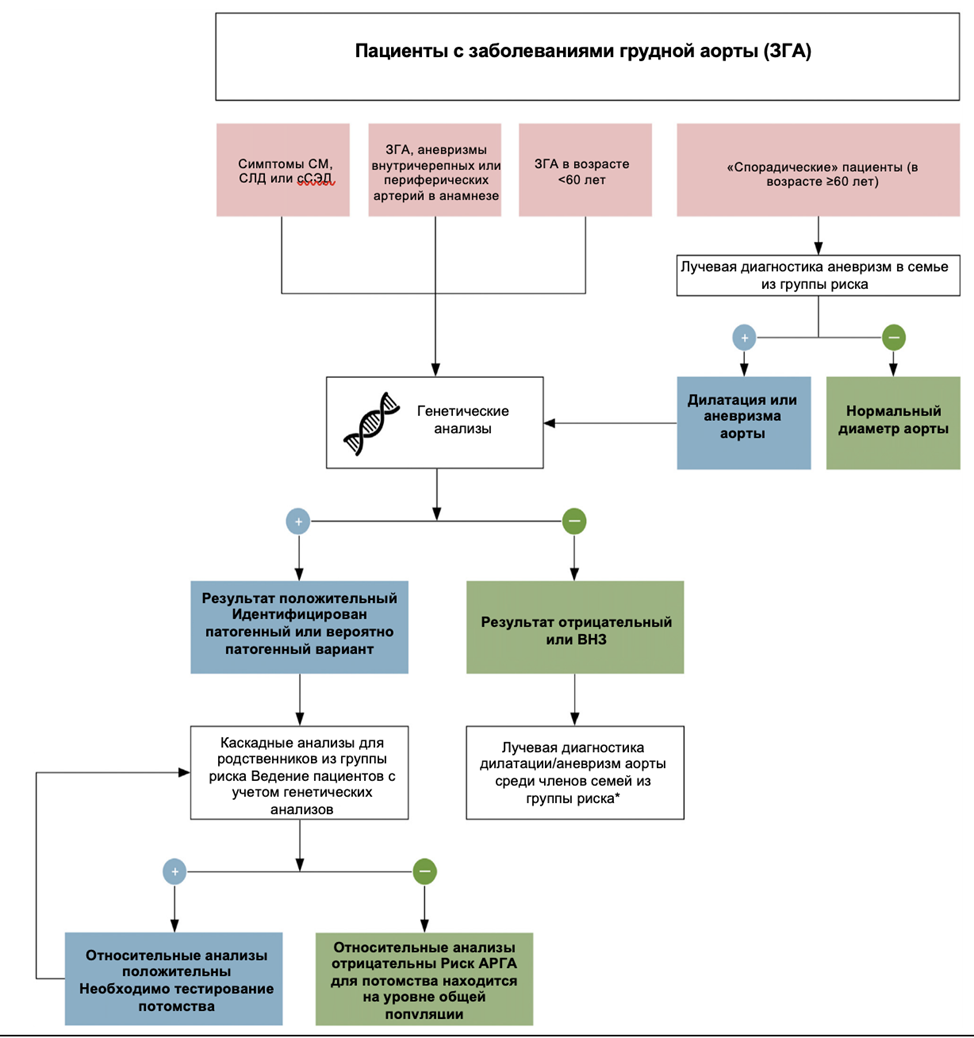 Пациенты с заболеваниями грудной аорты (ЗГА)
Симптомы СМ,
СЛД или сСЭД
ЗГА, аневризмы
внутричерепных или
периферических
артерий в анамнезе
ЗГА в возрасте
<60 лет
«Спорадические» пациенты (в
возрасте ≥60 лет)
Лучевая диагностика аневризм в семье
из группы риска
+
−
Дилатация или
аневризма
аорты
Нормальный
диаметр аорты
Генетические
анализы
+
−
Результат положительный
Идентифицирован
патогенный или вероятно
патогенный вариант
Результат отрицательный
или ВНЗ
Каскадные анализы для
родственников из группы
риска Ведение пациентов с
учетом генетических
анализов
Лучевая диагностика
дилатации/аневризм аорты
среди членов семей из
группы риска*
+
−
Относительные анализы
положительны
Необходимо тестирование
потомства
Относительные анализы
отрицательны Риск АРГА
для потомства находится
на уровне общей
популяции